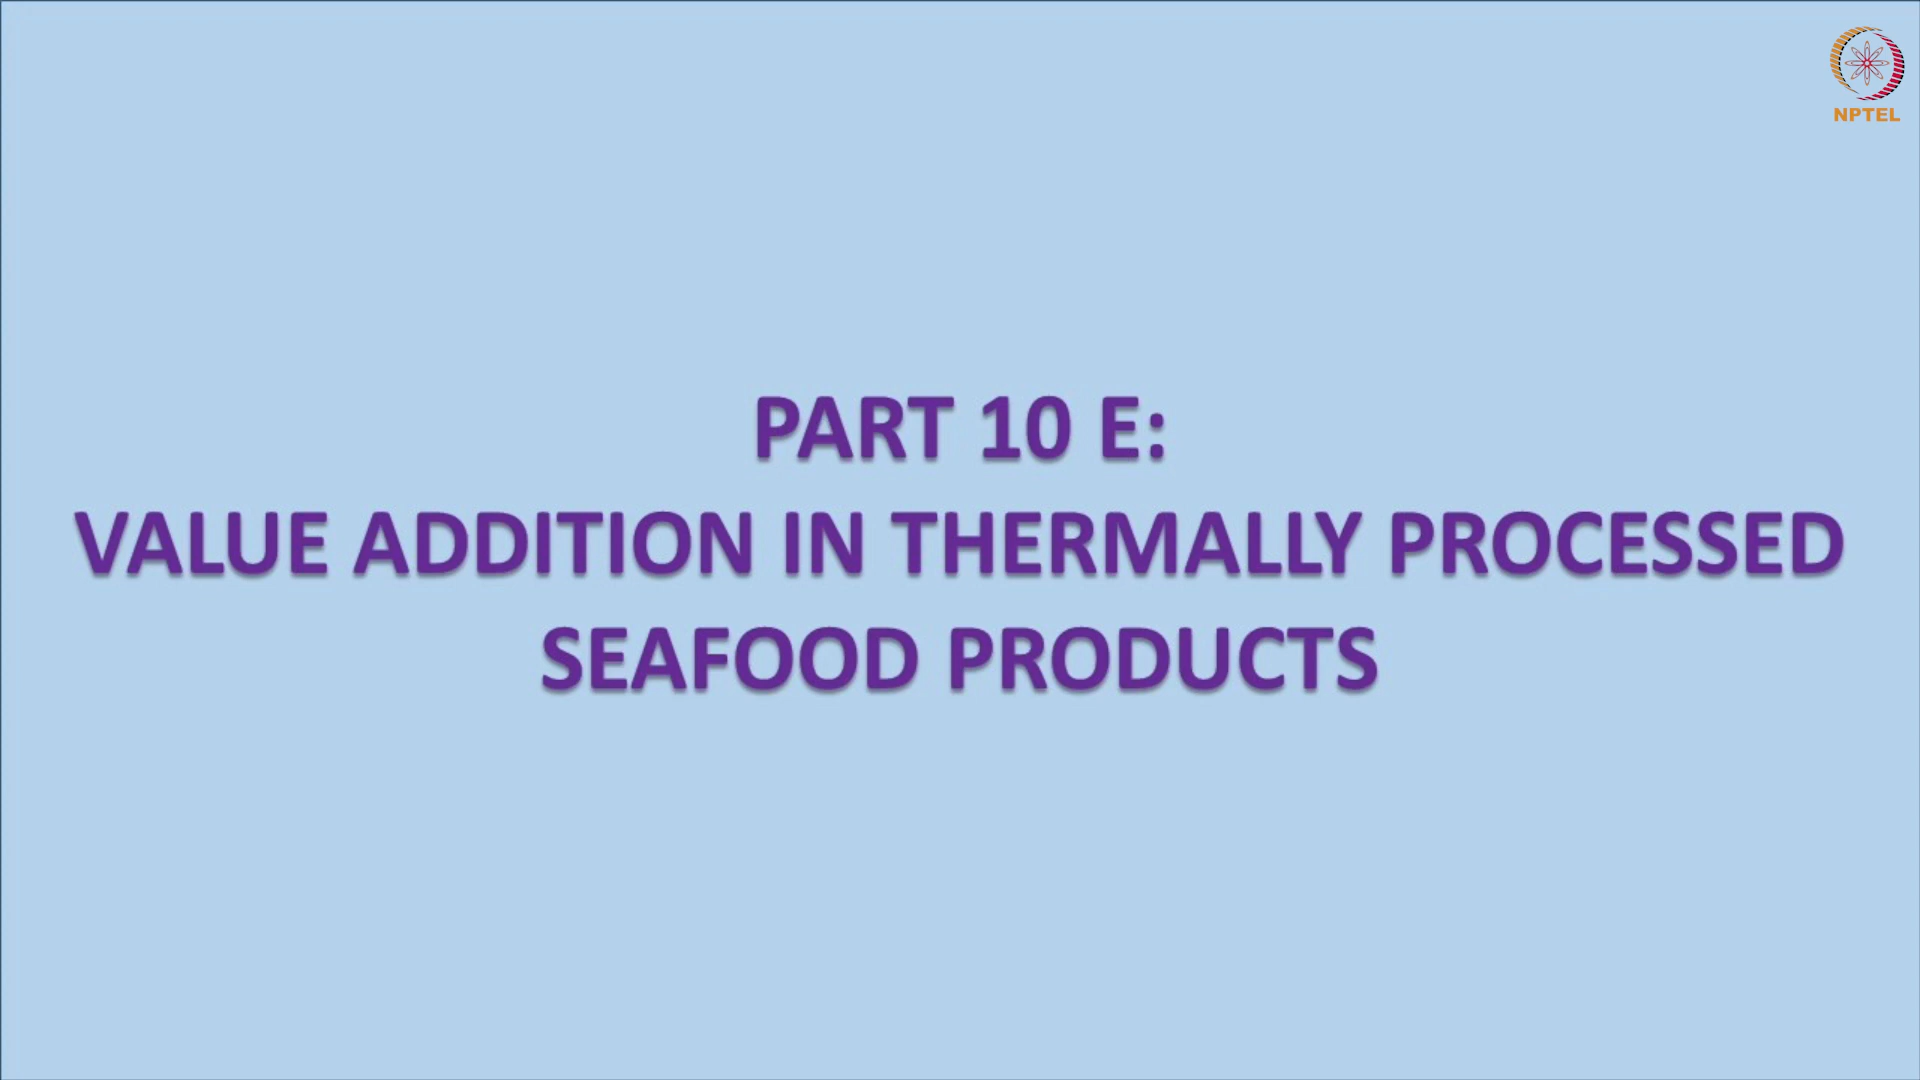 NPTEL
PART 10 E:
VALUE ADDITION IN THERMALLY PROCESSED
SEAFOOD PRODUCTS